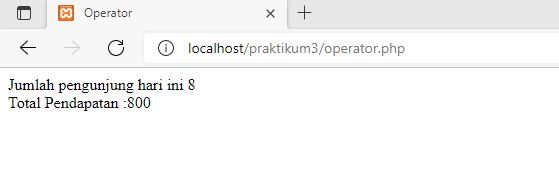 Operator
localhost/praktikum3/operator.php
Jumlah pengunjung hari ini 8
Total Pendapatan :800